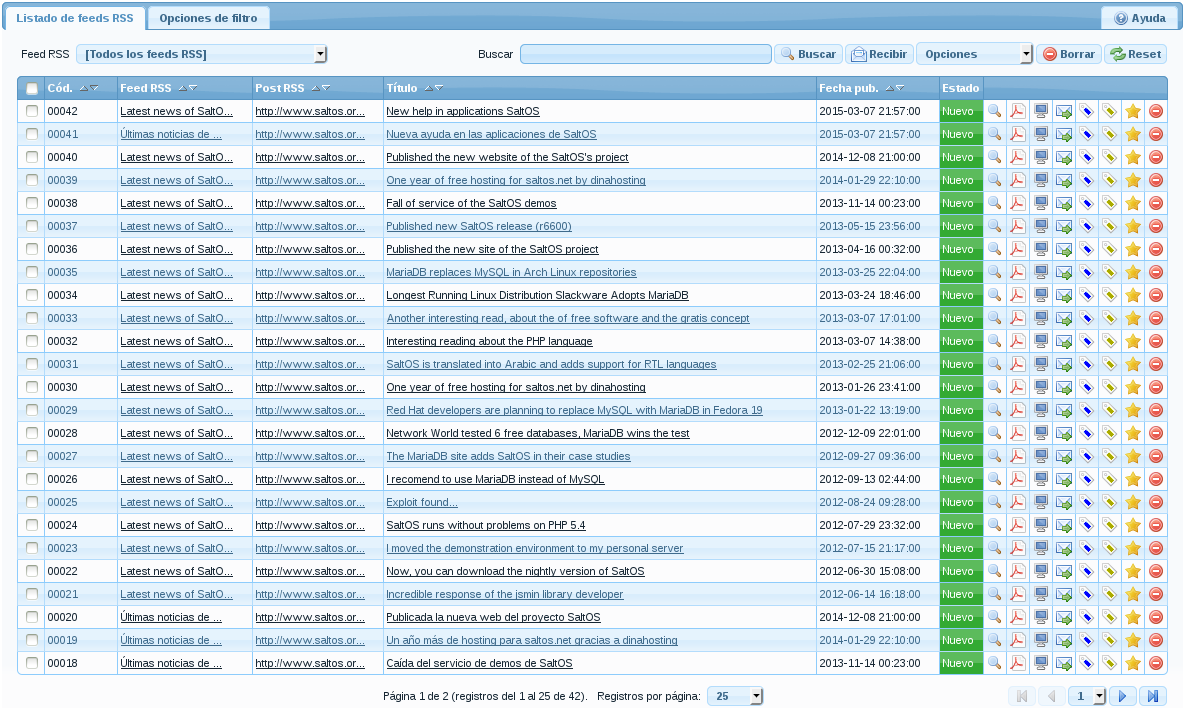 Listado de feeds RSS Opciones de filtro Ayuda
Feed RSS [Todos los feeds RSS] Buscar Buscar Recibir Opciones Borrar Reset
Cód. Feed RSS Post RSS Título Fecha pub. Estado
00042 Latest news of SaltO... http://www.saltos.or... New help in applications SaltOS 2015-03-07 21:57:00 Nuevo
00041 Últimas noticias de ... http://www.saltos.or... Nueva ayuda en las aplicaciones de SaltOS 2015-03-07 21:57:00 Nuevo
00040 Latest news of SaltO... http://www.saltos.or... Published the new website of the SaltOS's project 2014-12-08 21:00:00 Nuevo
00039 Latest news of SaltO... http://www.saltos.or... One year of free hosting for saltos.net by dinahosting 2014-01-29 22:10:00 Nuevo
00038 Latest news of SaltO... http://www.saltos.or... Fall of service of the SaltOS demos 2013-11-14 00:23:00 Nuevo
00037 Latest news of SaltO... http://www.saltos.or... Published new SaltOS release (r6600) 2013-05-15 23:56:00 Nuevo
00036 Latest news of SaltO... http://www.saltos.or... Published the new site of the SaltOS project 2013-04-16 00:32:00 Nuevo
00035 Latest news of SaltO... http://www.saltos.or... MariaDB replaces MySQL in Arch Linux repositories 2013-03-25 22:04:00 Nuevo
00034 Latest news of SaltO... http://www.saltos.or... Longest Running Linux Distribution Slackware Adopts MariaDB 2013-03-24 18:46:00 Nuevo
00033 Latest news of SaltO... http://www.saltos.or... Another interesting read, about the of free software and the gratis concept 2013-03-07 17:01:00 Nuevo
00032 Latest news of SaltO... http://www.saltos.or... Interesting reading about the PHP language 2013-03-07 14:38:00 Nuevo
00031 Latest news of SaltO... http://www.saltos.or... SaltOS is translated into Arabic and adds support for RTL languages 2013-02-25 21:06:00 Nuevo
00030 Latest news of SaltO... http://www.saltos.or... One year of free hosting for saltos.net by dinahosting 2013-01-26 23:41:00 Nuevo
00029 Latest news of SaltO... http://www.saltos.or... Red Hat developers are planning to replace MySQL with MariaDB in Fedora 19 2013-01-22 13:19:00 Nuevo
00028 Latest news of SaltO... http://www.saltos.or... Network World tested 6 free databases, MariaDB wins the test 2012-12-09 22:01:00 Nuevo
00027 Latest news of SaltO... http://www.saltos.or... The MariaDB site adds SaltOS in their case studies 2012-09-27 09:36:00 Nuevo
00026 Latest news of SaltO... http://www.saltos.or... I recomend to use MariaDB instead of MySQL 2012-09-13 02:44:00 Nuevo
00025 Latest news of SaltO... http://www.saltos.or... Exploit found... 2012-08-24 09:28:00 Nuevo
00024 Latest news of SaltO... http://www.saltos.or... SaltOS runs without problems on PHP 5.4 2012-07-29 23:32:00 Nuevo
00023 Latest news of SaltO... http://www.saltos.or... I moved the demonstration environment to my personal server 2012-07-15 21:17:00 Nuevo
00022 Latest news of SaltO... http://www.saltos.or... Now, you can download the nightly version of SaltOS 2012-06-30 15:08:00 Nuevo
00021 Latest news of SaltO... http://www.saltos.or... Incredible response of the jsmin library developer 2012-06-14 16:18:00 Nuevo
00020 Últimas noticias de ... http://www.saltos.or... Publicada la nueva web del proyecto SaltOS 2014-12-08 21:00:00 Nuevo
00019 Últimas noticias de ... http://www.saltos.or... Un año más de hosting para saltos.net gracias a dinahosting 2014-01-29 22:10:00 Nuevo
00018 Últimas noticias de ... http://www.saltos.or... Caída del servicio de demos de SaltOS 2013-11-14 00:23:00 Nuevo
Página 1 de 2 (registros del 1 al 25 de 42). Registros por página: 25 1